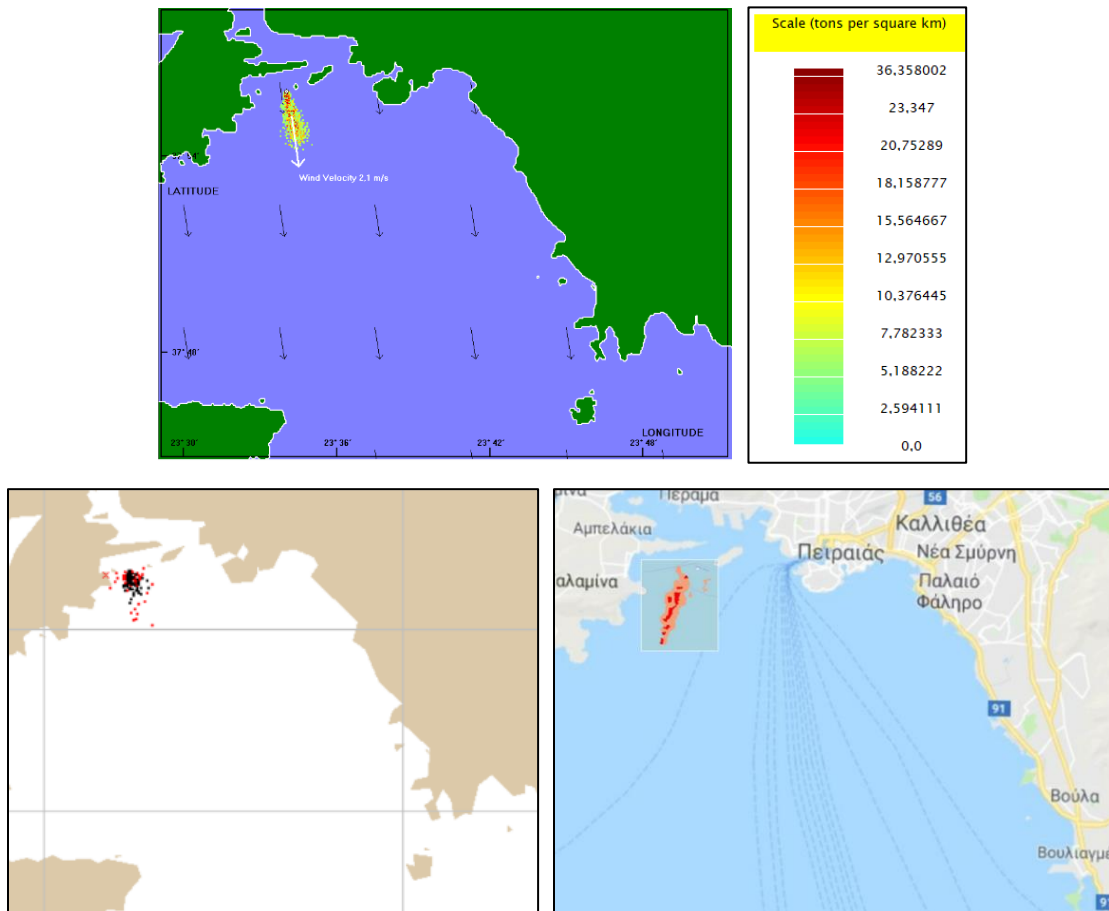 Scale (tons per square km)
36,358002
23,347
20,75289
18,158777
15,564667
12,970555
10,376445
7,782333
5,188222
2,594111
0,0
LATITUDE
Wind Velocity 2,1 m/s
37° 48'
LONGITUDE
23° 30'
23° 36'
23° 42'
23° 48'
Πέραμα
56
Αμπελάκια
Καλλιθέα
Πειραιάς
Νέα Σμύρνη
αλαμίνα
Παλαιό
Φάληρο
91
Βούλα
Βουλιαγμέ